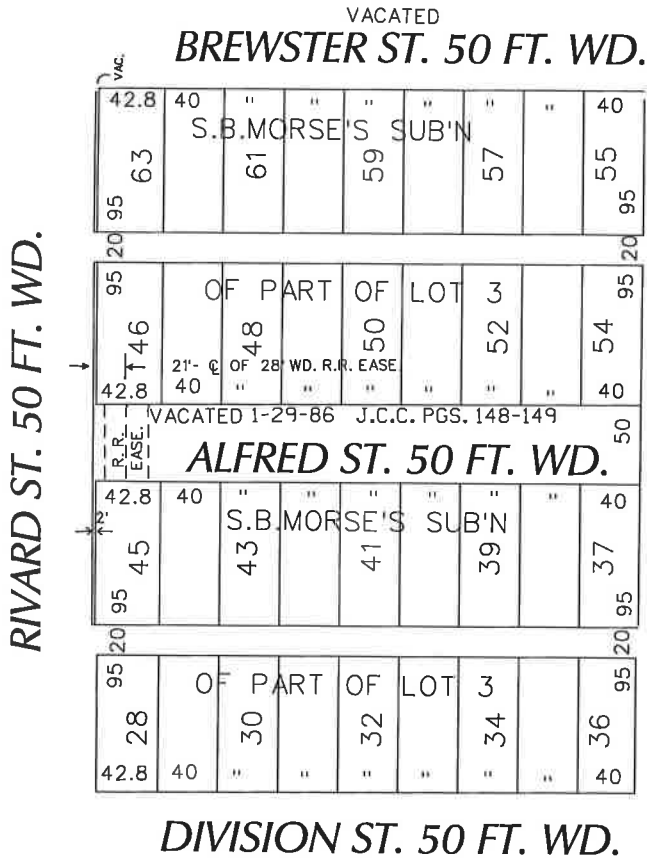 VACATED
BREWSTER ST. 50 FT. WD.
VAC.
42.8 40 " " " " " " 40
S.B.MORSE'S SUB'N
63 61 59 57 55
95 95
20 20
95 95
OF PART OF LOT 3
46 48 50 52 54
21'- ℄ OF 28' WD. R.R. EASE.
42.8 40 " " " " " " 40
VACATED 1-29-86 J.C.C. PGS. 148-149
R. R. EASE.
50
ALFRED ST. 50 FT. WD.
RIVARD ST. 50 FT. WD.
42.8 40 " " " " " " 40
2'
S.B.MORSE'S SUB'N
45 43 41 39 37
95 95
20 20
95 95
OF PART OF LOT 3
28 30 32 34 36
42.8 40 " " " " " " 40
DIVISION ST. 50 FT. WD.